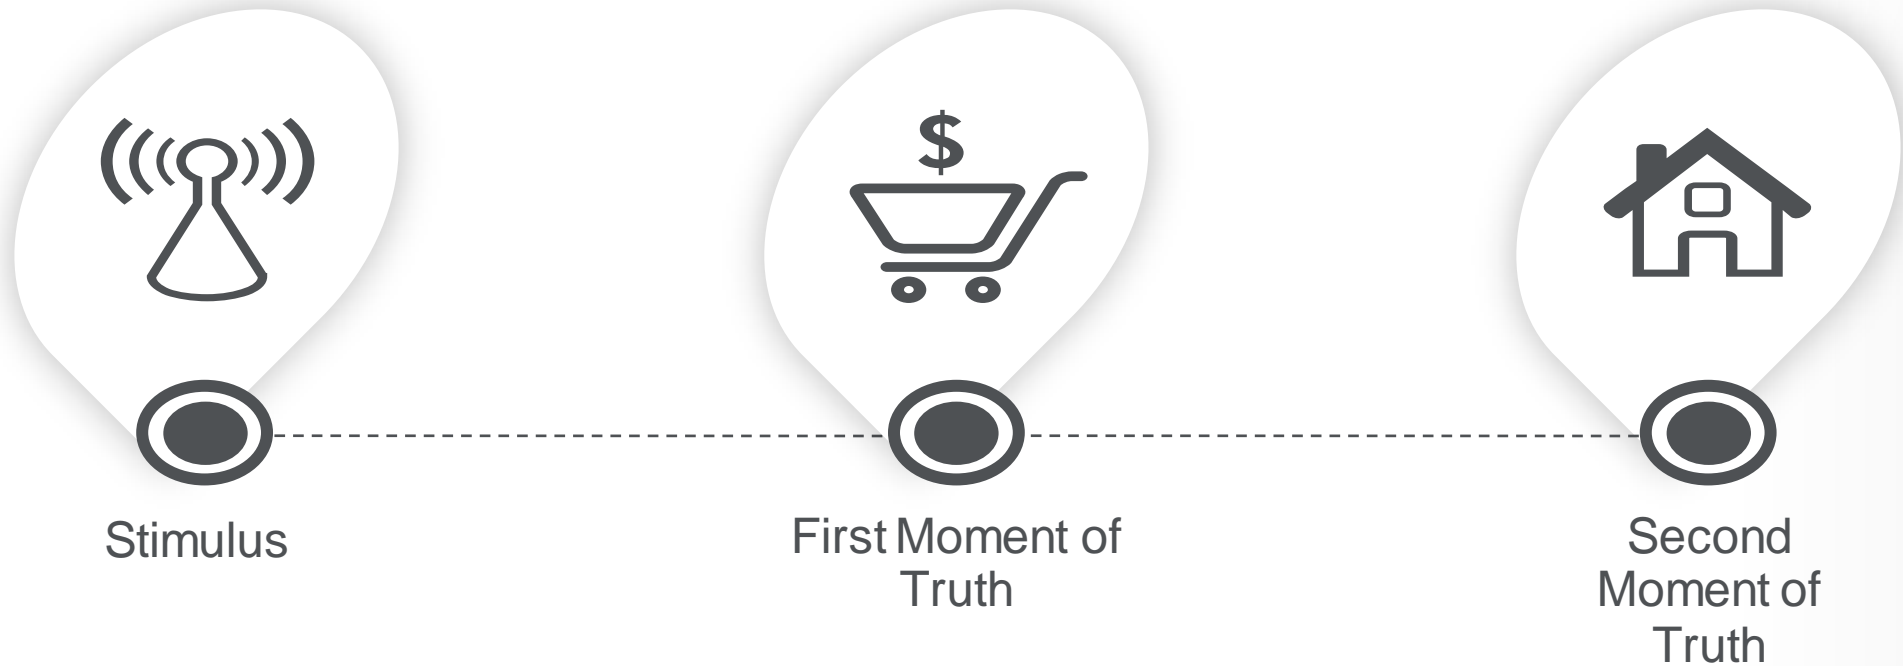 $
Stimulus
First Moment of
Truth
Second
Moment of
Truth